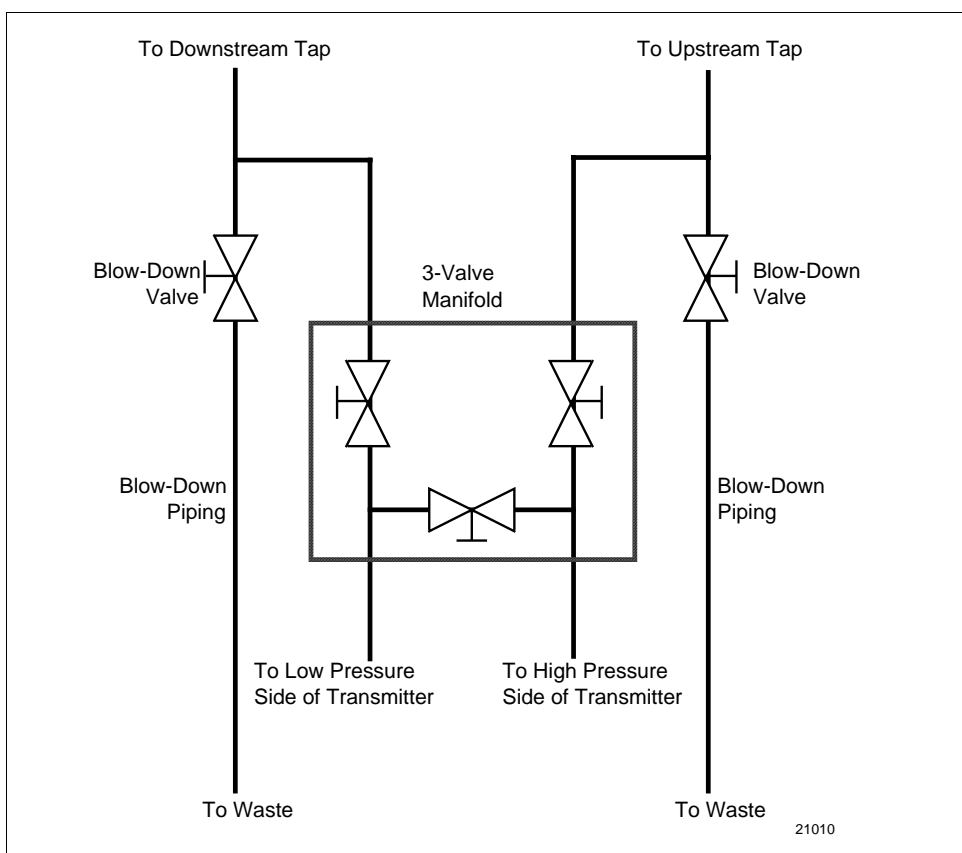 To Downstream Tap
To Upstream Tap
Blow-Down
Valve
3-Valve
Manifold
Blow-Down
Valve
Blow-Down
Piping
Blow-Down
Piping
To Low Pressure
Side of Transmitter
To High Pressure
Side of Transmitter
To Waste
To Waste
21010